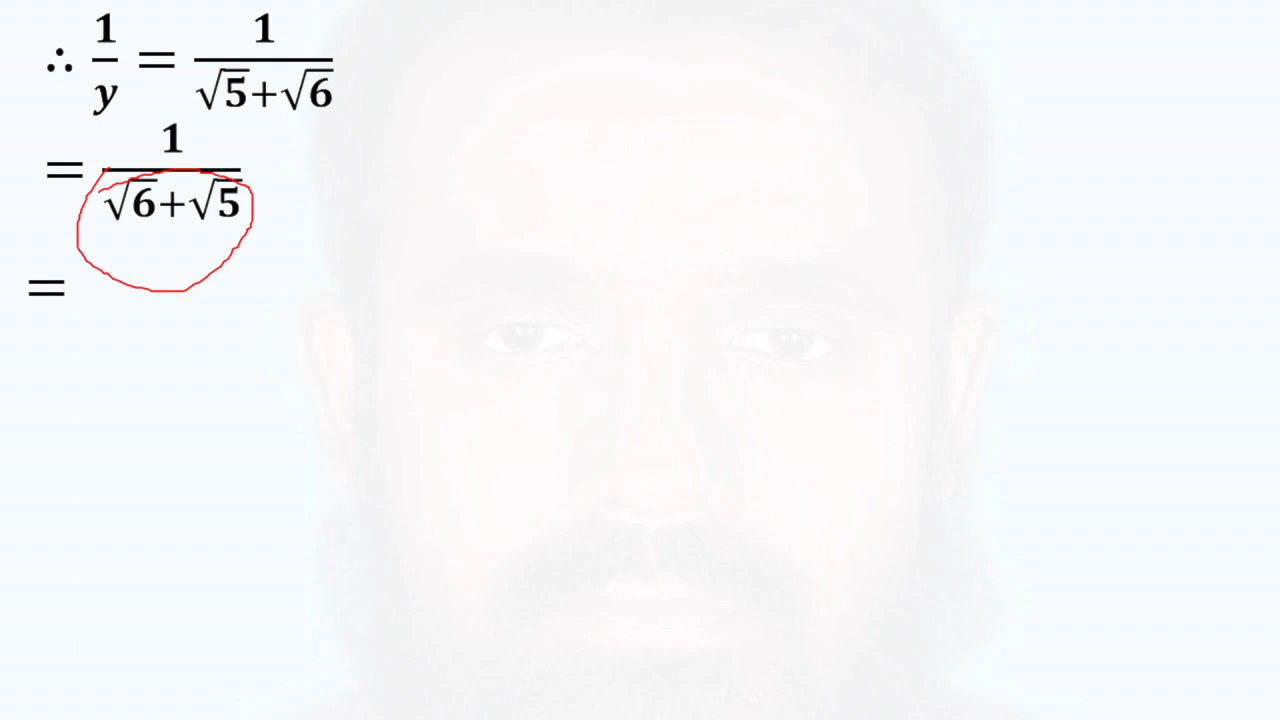 ∴ 1/y = 1/(√5+√6)
= 1/(√6+√5)
=